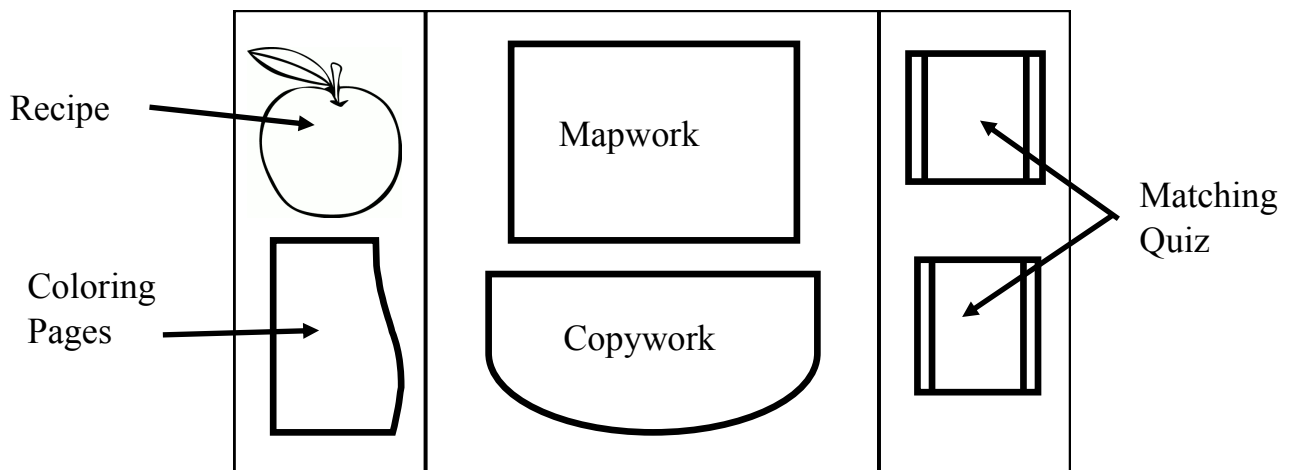 Recipe
Mapwork
Matching
Quiz
Coloring
Pages
Copywork